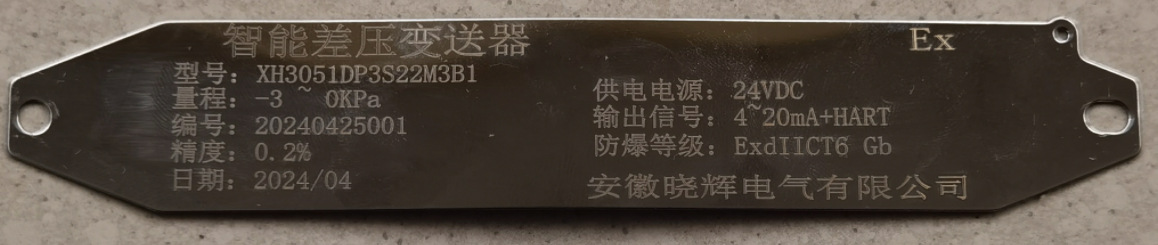 智能差压变送器
Ex
型号：XH3051DP3S22M3B1
量程：-3 ~ 0KPa
编号：20240425001
精度：0.2%
日期：2024/04
供电电源：24VDC
输出信号：4~20mA+HART
防爆等级：ExdIICT6 Gb
安徽晓辉电气有限公司